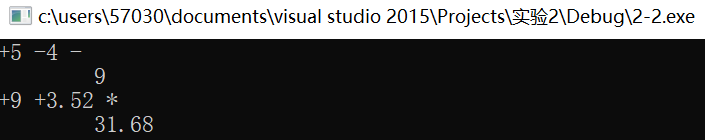 c:\users\57030\documents\visual studio 2015\Projects\实验2\Debug\2-2.exe
+5 -4 -
9
+9 +3.52 *
31.68